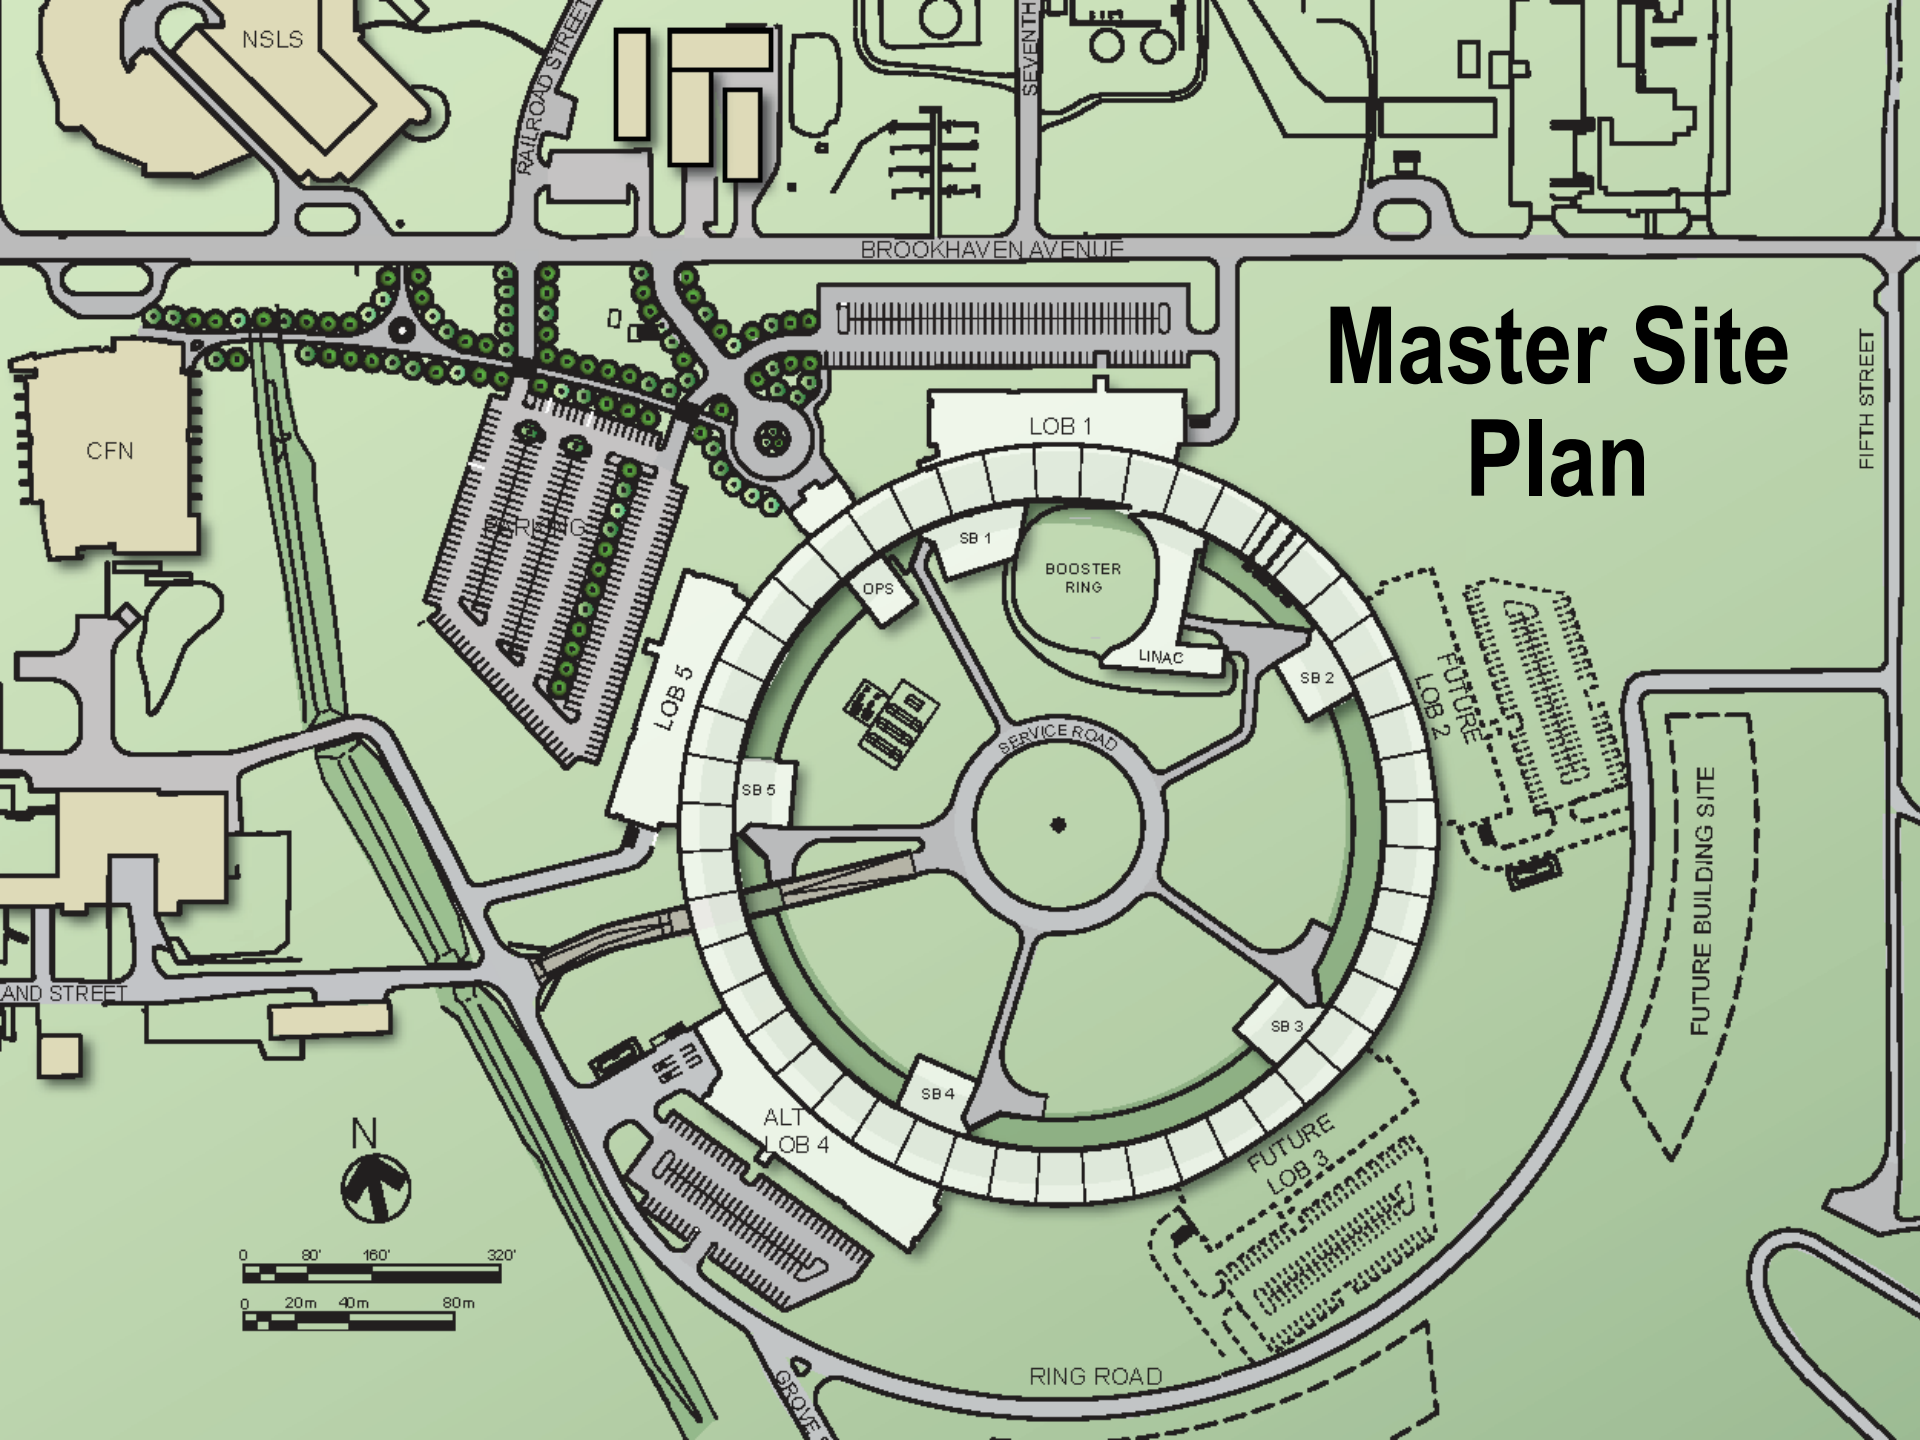 NSLS
RAILROAD STREET
SEVENTH
BROOKHAVEN AVENUE
Master Site
Plan
FIFTH STREET
CFN
PARKING
LOB 1
SB 1
BOOSTER
RING
OPS
LINAC
SB 2
FUTURE
LOB 2
LOB 5
SERVICE ROAD
SB 5
FUTURE BUILDING SITE
AND STREET
SB 3
SB 4
ALT
LOB 4
FUTURE
LOB 3
N
0 80' 160' 320'
0 20m 40m 80m
RING ROAD
GROVE